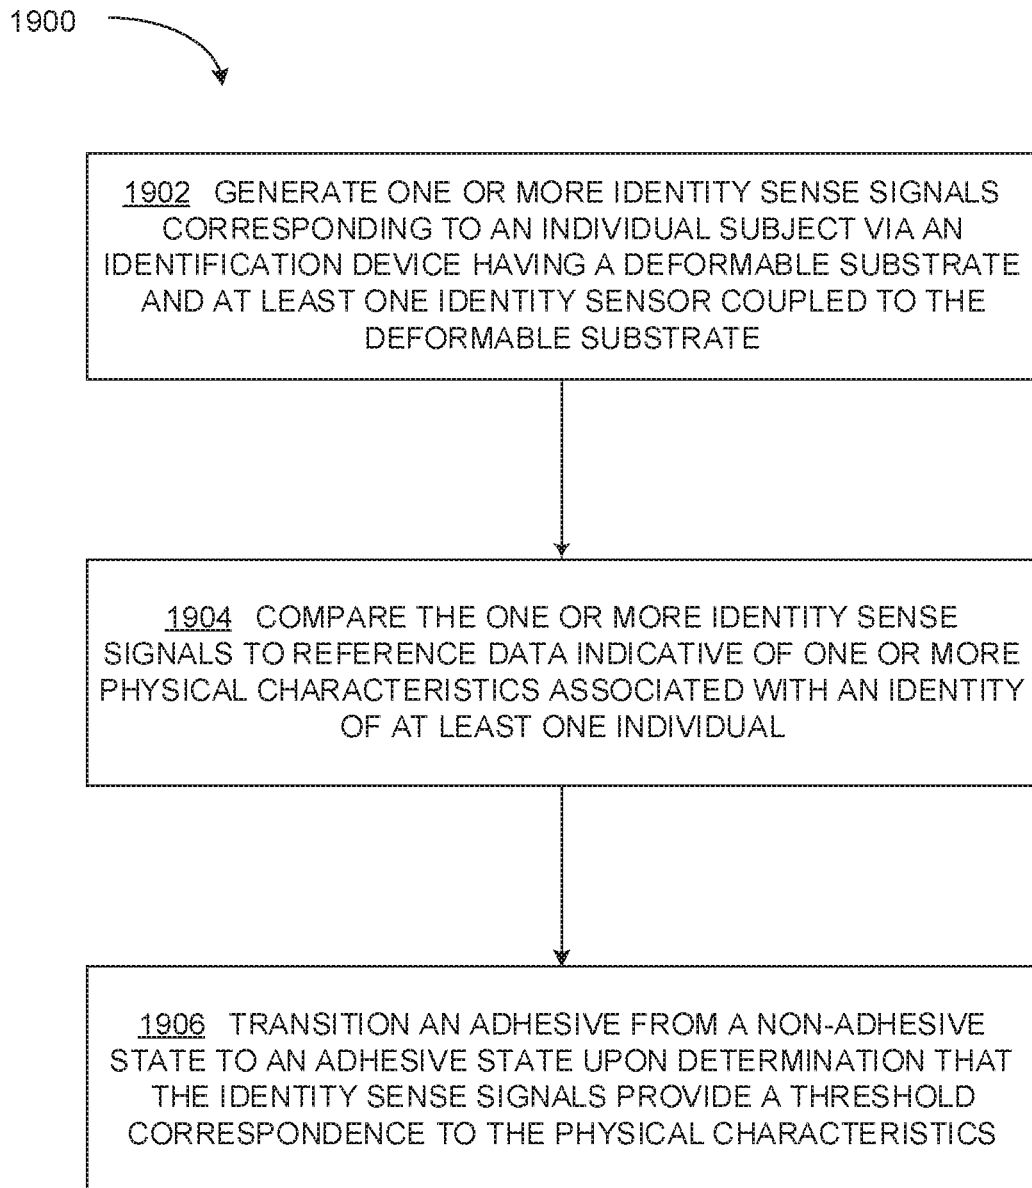 1900
1902 GENERATE ONE OR MORE IDENTITY SENSE SIGNALS
CORRESPONDING TO AN INDIVIDUAL SUBJECT VIA AN
IDENTIFICATION DEVICE HAVING A DEFORMABLE SUBSTRATE
AND AT LEAST ONE IDENTITY SENSOR COUPLED TO THE
DEFORMABLE SUBSTRATE
1904 COMPARE THE ONE OR MORE IDENTITY SENSE
SIGNALS TO REFERENCE DATA INDICATIVE OF ONE OR MORE
PHYSICAL CHARACTERISTICS ASSOCIATED WITH AN IDENTITY
OF AT LEAST ONE INDIVIDUAL
1906 TRANSITION AN ADHESIVE FROM A NON-ADHESIVE
STATE TO AN ADHESIVE STATE UPON DETERMINATION THAT
THE IDENTITY SENSE SIGNALS PROVIDE A THRESHOLD
CORRESPONDENCE TO THE PHYSICAL CHARACTERISTICS